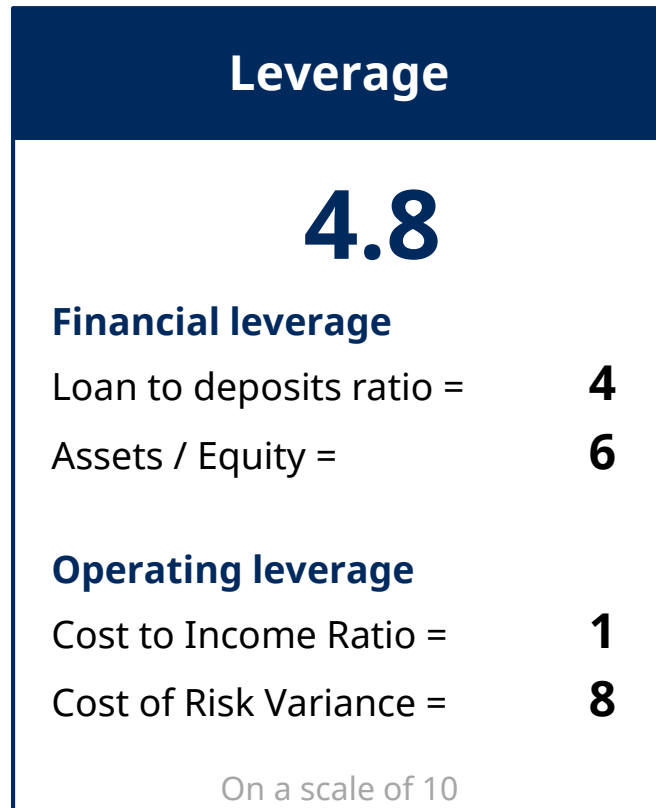 Leverage
4.8
Financial leverage
Loan to deposits ratio = 4
Assets / Equity = 6
Operating leverage
Cost to Income Ratio = 1
Cost of Risk Variance = 8
On a scale of 10